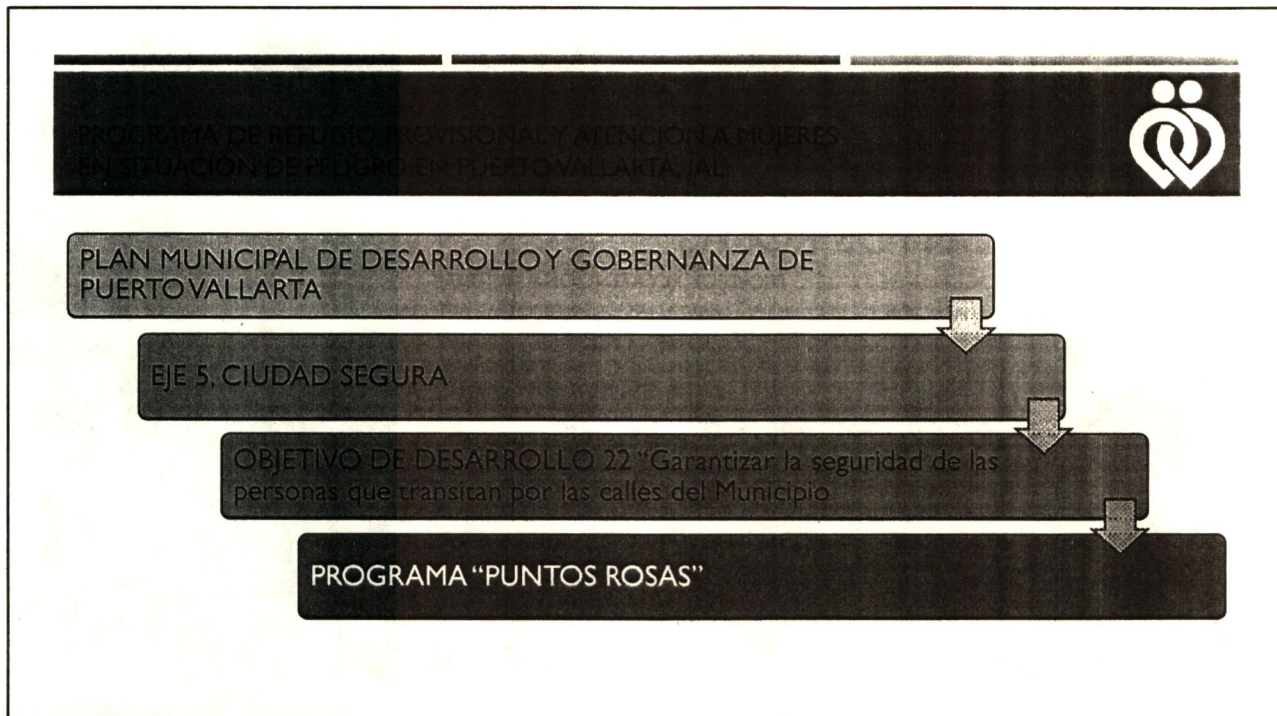 PROGRAMA DE REFUGIO PROVISIONAL Y ATENCIÓN A MUJERES
EN SITUACIÓN DE PELIGRO EN PUERTO VALLARTA, JAL.
PLAN MUNICIPAL DE DESARROLLO Y GOBERNANZA DE
PUERTO VALLARTA
EJE 5, CIUDAD SEGURA
OBJETIVO DE DESARROLLO 22 “Garantizar la seguridad de las
personas que transitan por las calles del Municipio
PROGRAMA “PUNTOS ROSAS”